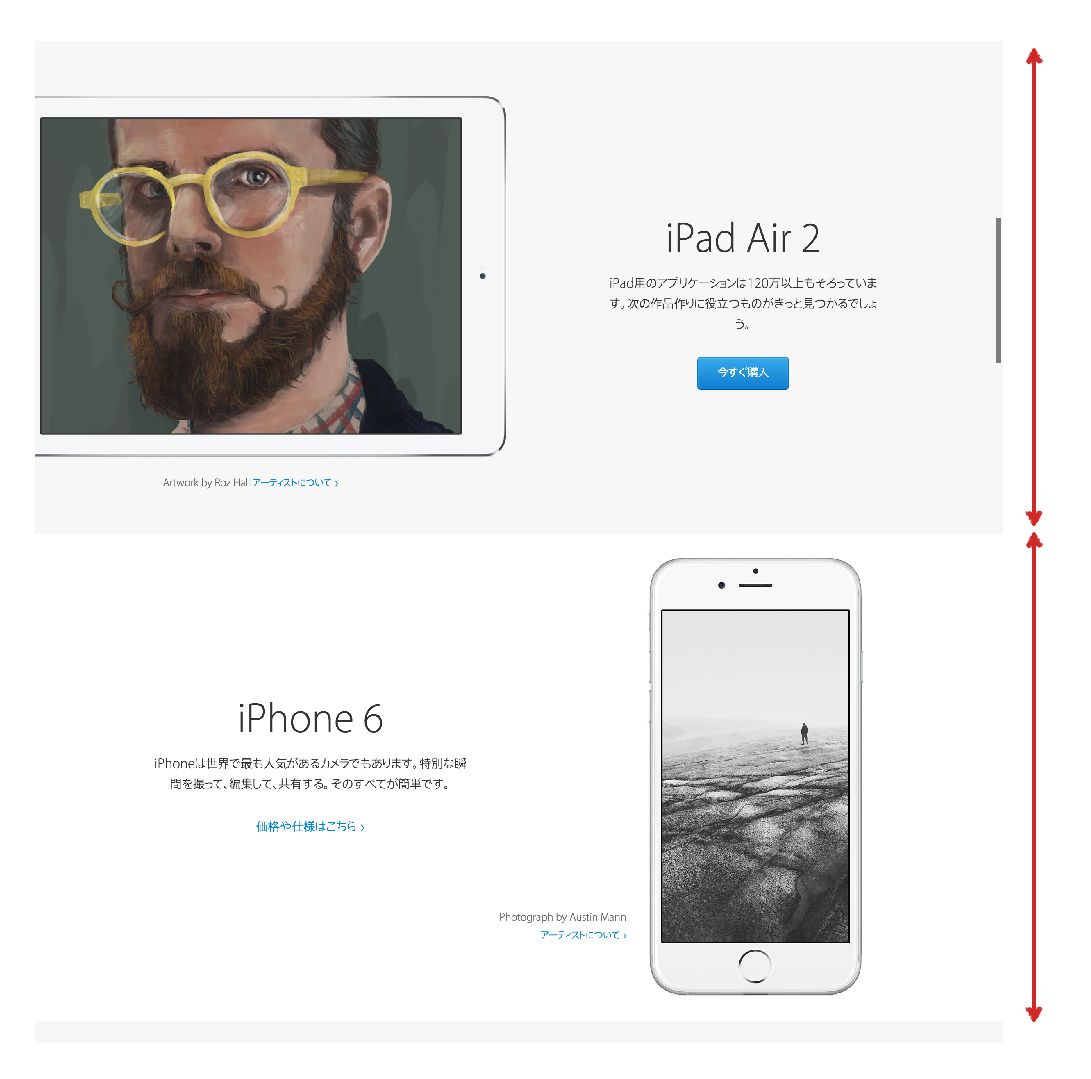 iPad Air 2
iPad用のアプリケーションは120万以上もそろっていま
す。次の作品作りに役立つものがきっと見つかるでしょ
う。
今すぐ購入
Artwork by Roz Hall アーティストについて ›
iPhone 6
iPhoneは世界で最も人気があるカメラでもあります。特別な瞬
間を撮って、編集して、共有する。そのすべてが簡単です。
価格や仕様はこちら ›
Photograph by Austin Mann
アーティストについて ›